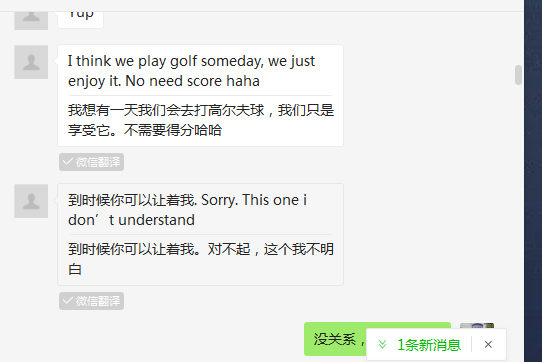 Yup
I think we play golf someday, we just
enjoy it. No need score haha
我想有一天我们会去打高尔夫球，我们只是
享受它。不需要得分哈哈
微信翻译
到时候你可以让着我. Sorry. This one i
don't understand
到时候你可以让着我。对不起，这个我不明
白
微信翻译
没关系，
1条新消息